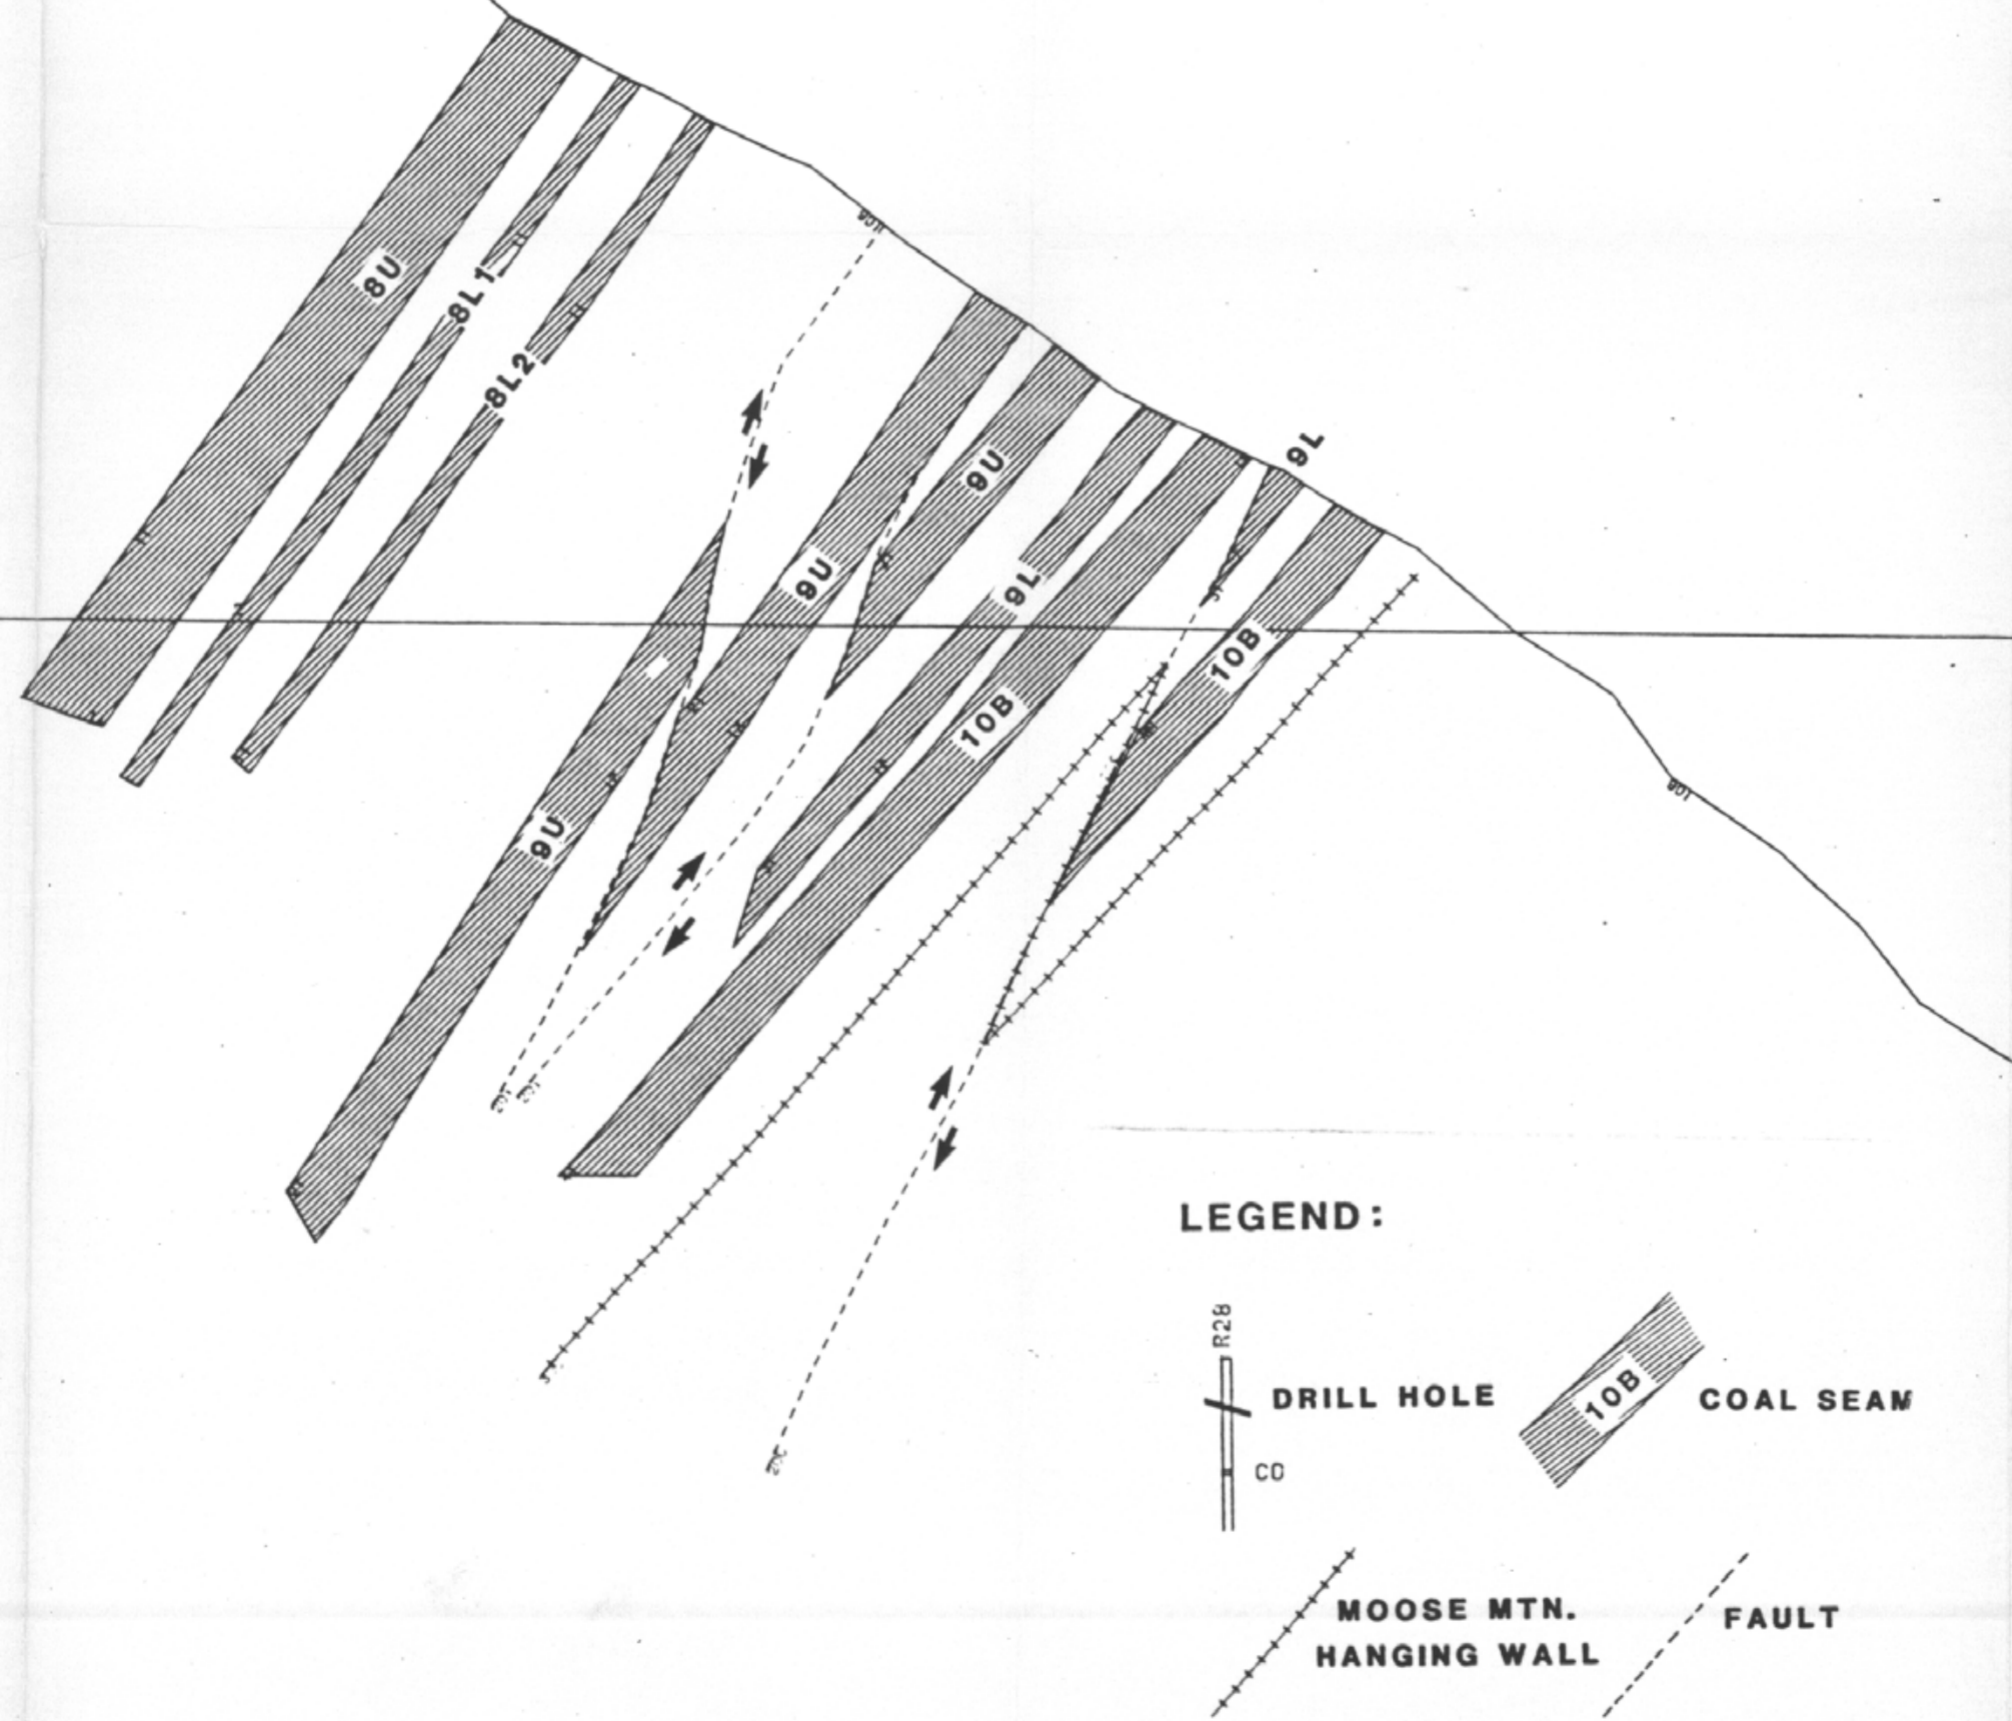 8U
8L1
8L2
9U
9L
9U
9L
10B
10B
9U
LEGEND:
R28
DRILL HOLE
CD
10B
COAL SEAM
MOOSE MTN.
HANGING WALL
FAULT